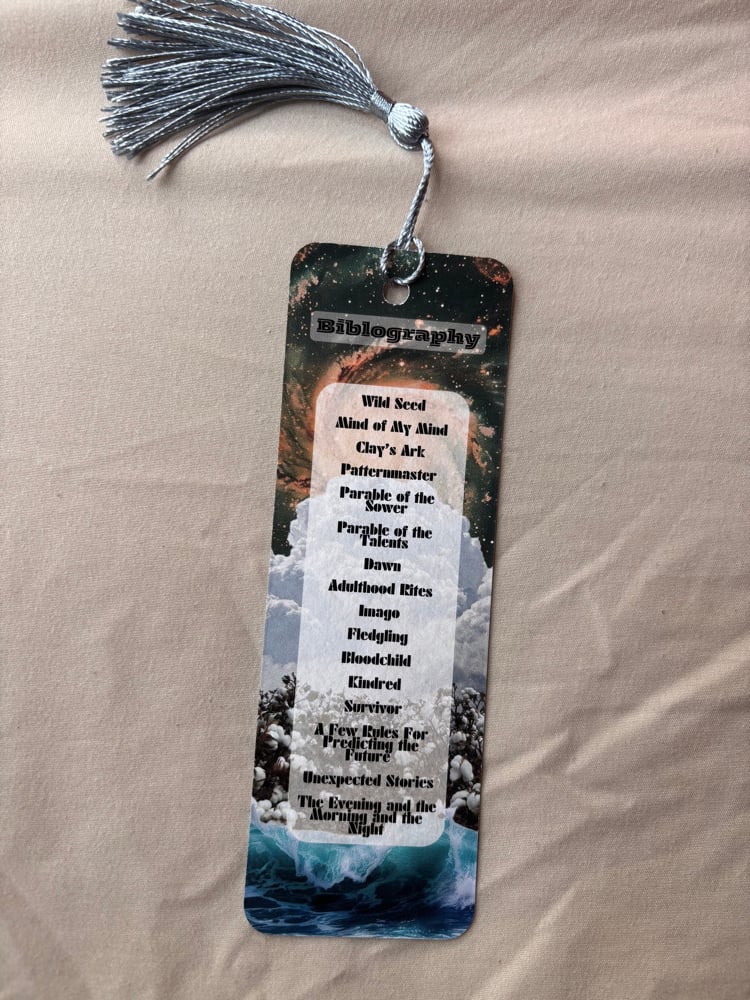 Biblography
Wild Seed
Mind of My Mind
Clay's Ark
Patternmaster
Parable of the
Sower
Parable of the
Talents
Dawn
Adulthood Rites
Imago
Fledgling
Bloodchild
Kindred
Survivor
A Few Rules For
Predicting the
Future
Unexpected Stories
The Evening and the
Morning and the
Night